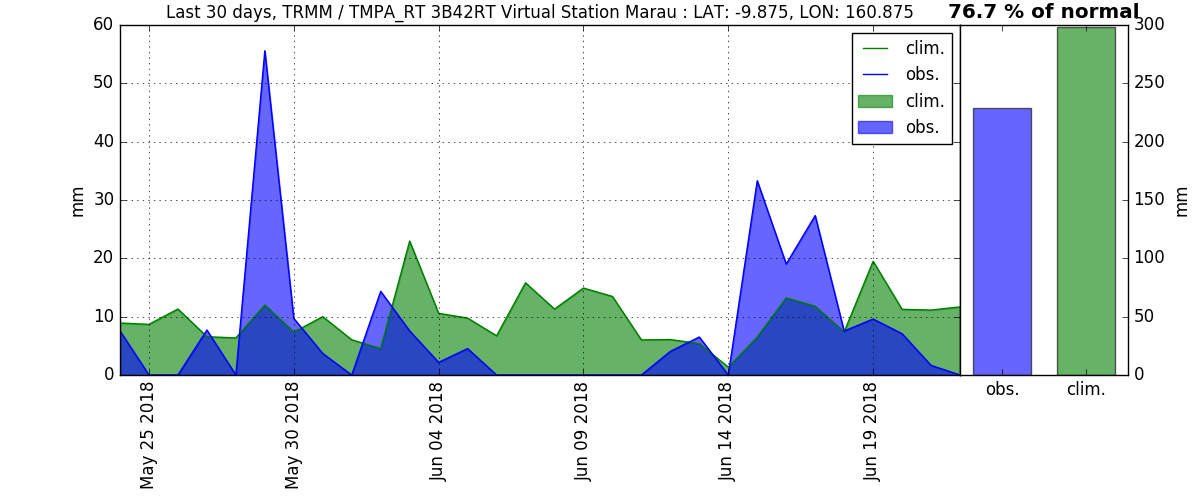 Last 30 days, TRMM / TMPA_RT 3B42RT Virtual Station Marau : LAT: -9.875, LON: 160.875
76.7 % of normal
60
50
40
30
20
10
0
mm
clim.
obs.
clim.
obs.
May 25 2018
May 30 2018
Jun 04 2018
Jun 09 2018
Jun 14 2018
Jun 19 2018
300
250
200
150
100
50
0
mm
obs.
clim.